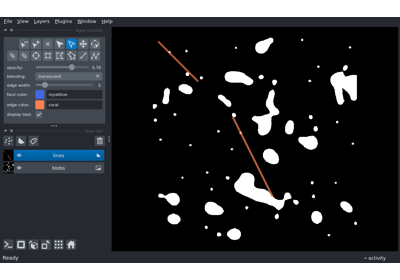 File View Layers Plugins Window Help
opacity: 0.70
blending: translucent
edge width: 5
face color: royalblue
edge color: coral
display text: ✓
lines
blobs
Ready
activity